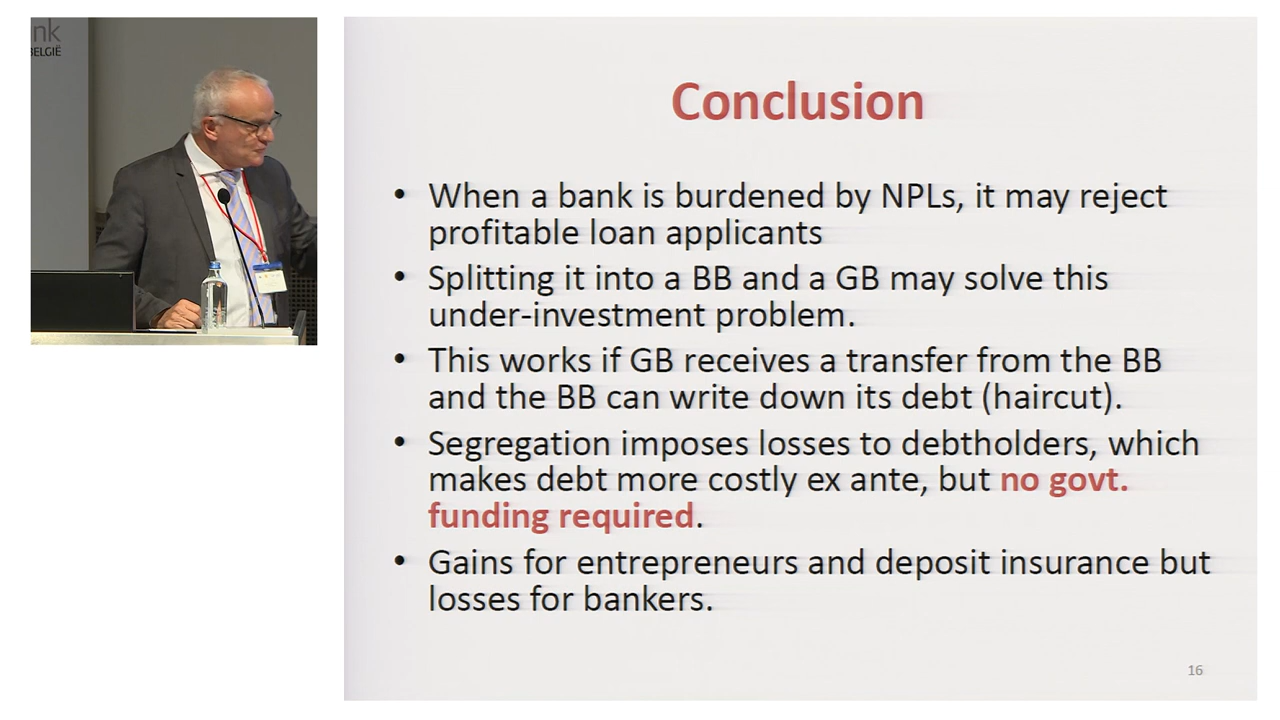 nk
BELGIË
Conclusion
• When a bank is burdened by NPLs, it may reject
profitable loan applicants
• Splitting it into a BB and a GB may solve this
under-investment problem.
• This works if GB receives a transfer from the BB
and the BB can write down its debt (haircut).
• Segregation imposes losses to debtholders, which
makes debt more costly ex ante, but no govt.
funding required.
• Gains for entrepreneurs and deposit insurance but
losses for bankers.
16